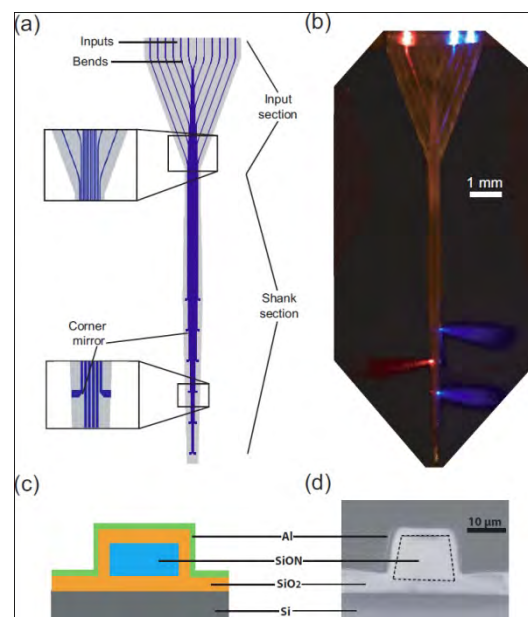 (a)
Inputs
Bends
Input
section
Corner
mirror
Shank
section
(b)
1 mm
(c)
Al
SiON
SiO₂
Si
(d)
10 µm